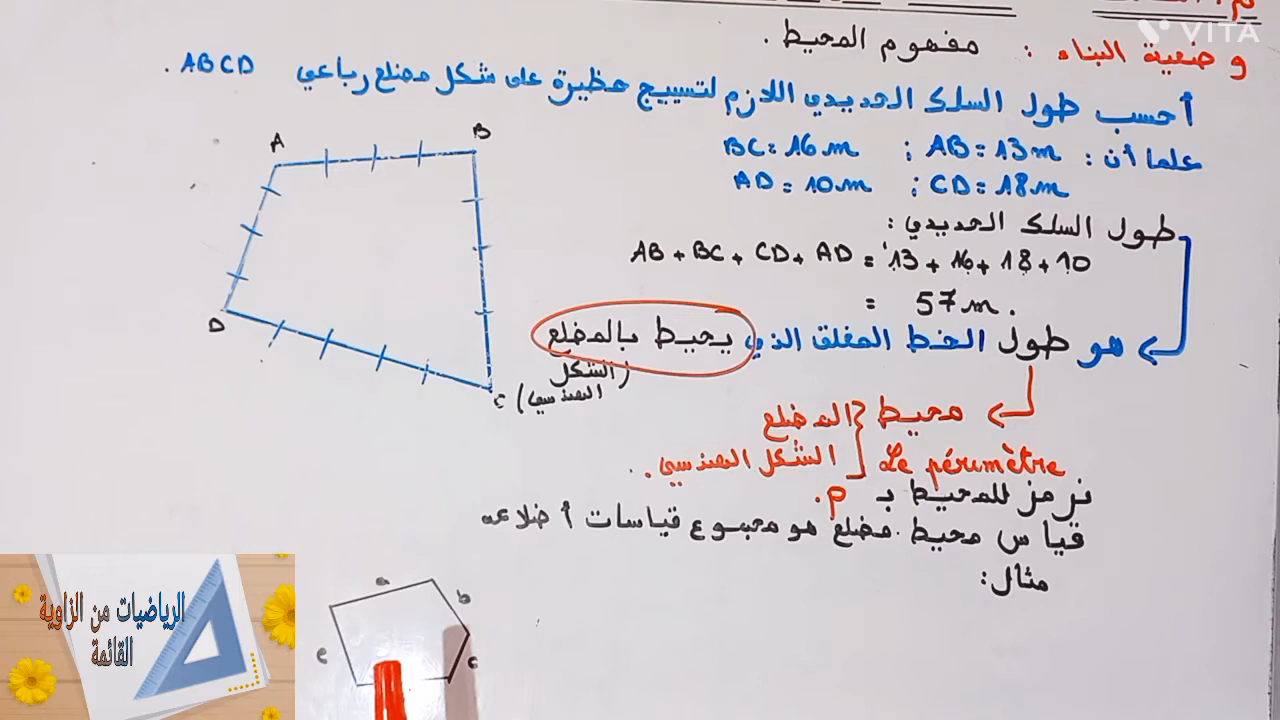 VITA
وضعية البناء : مفهوم المحيط .
أحسب طول السلك الحديدي اللازم لتسييج حظيرة على شكل مضلع رباعي ABCD .
علما أن : AB = 13m ; BC = 16m
CD = 18m ; AD = 10m
A
B
D
C
طول السلك الحديدي :
AB + BC + CD + AD = 13 + 16 + 18 + 10
= 57 m .
هو طول الخط المغلق الذي يحيط بالمضلع
(الشكل الهندسي)
محيط المضلع
Le périmètre الشكل الهندسي .
نرمز للمحيط بـ p .
قياس محيط مضلع هو مجموع قياسات أضلاعه
مثال :
a
b
c
e
الرياضيات من الزاوية
القائمة